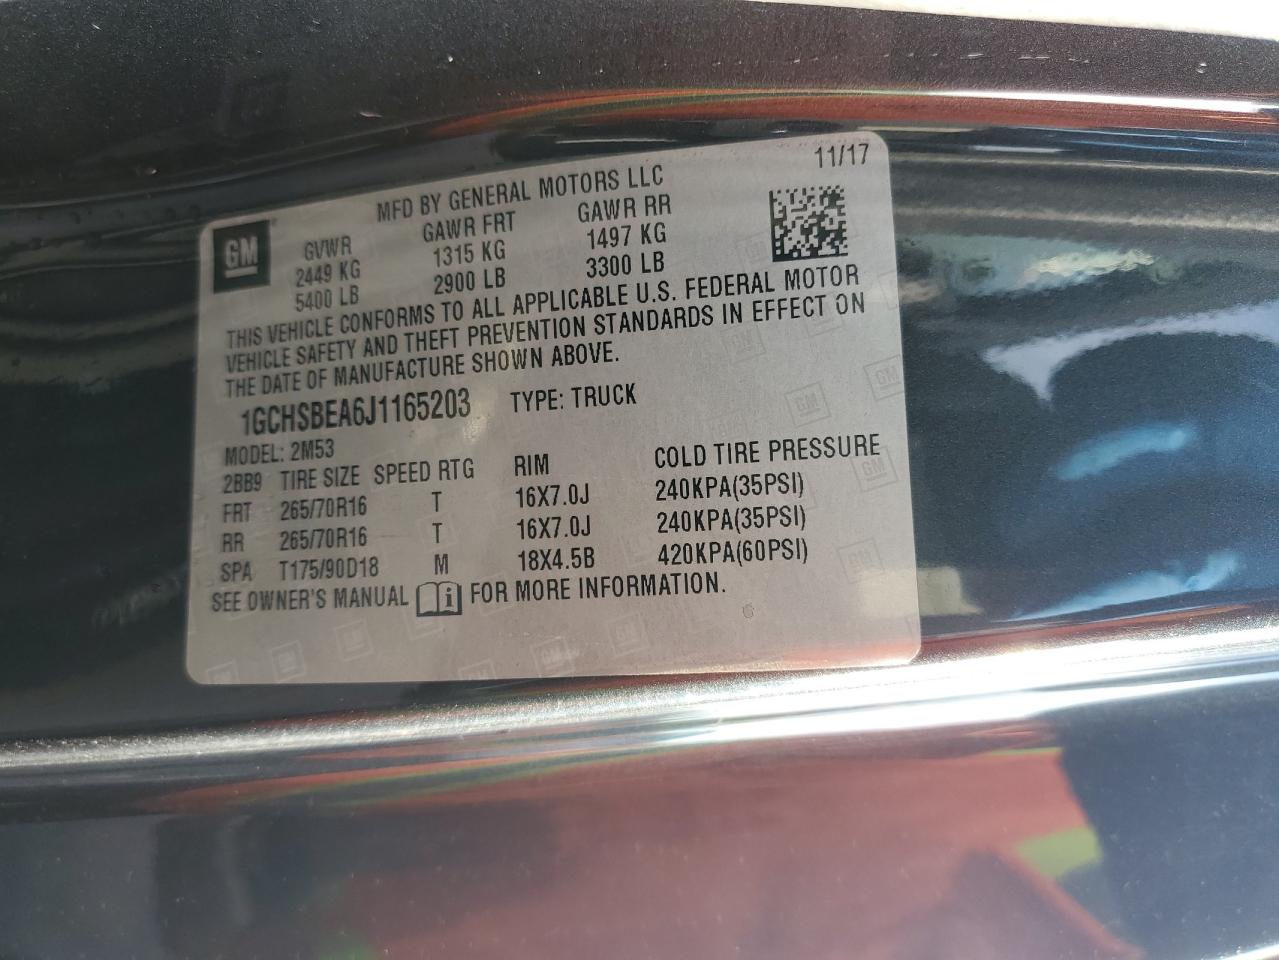 11/17
MFD BY GENERAL MOTORS LLC
GM
GVWR GAWR FRT GAWR RR
2449 KG 1315 KG 1497 KG
5400 LB 2900 LB 3300 LB
THIS VEHICLE CONFORMS TO ALL APPLICABLE U.S. FEDERAL MOTOR
VEHICLE SAFETY AND THEFT PREVENTION STANDARDS IN EFFECT ON
THE DATE OF MANUFACTURE SHOWN ABOVE.
1GCHSBEA6J1165203 TYPE: TRUCK
MODEL: 2M53
2BB9 TIRE SIZE SPEED RTG RIM COLD TIRE PRESSURE
FRT 265/70R16 T 16X7.0J 240KPA(35PSI)
RR 265/70R16 T 16X7.0J 240KPA(35PSI)
SPA T175/90D18 M 18X4.5B 420KPA(60PSI)
SEE OWNER'S MANUAL i FOR MORE INFORMATION.